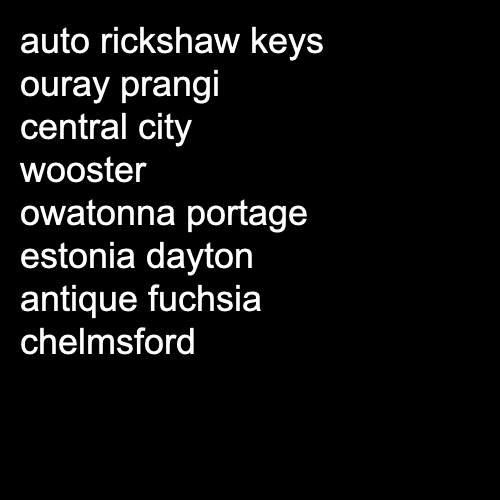 auto rickshaw keys
ouray prangi
central city
wooster
owatonna portage
estonia dayton
antique fuchsia
chelmsford